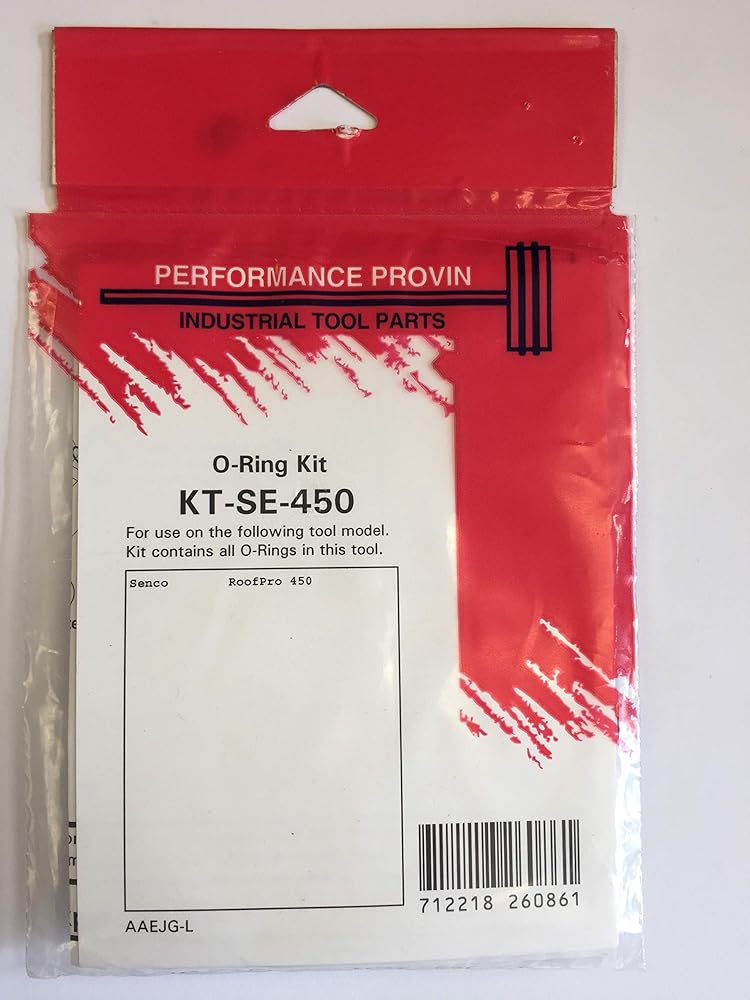 PERFORMANCE PROVIN
INDUSTRIAL TOOL PARTS
O-Ring Kit
KT-SE-450
For use on the following tool model.
Kit contains all O-Rings in this tool.
Senco RoofPro 450
712218 260861
AAEJG-L